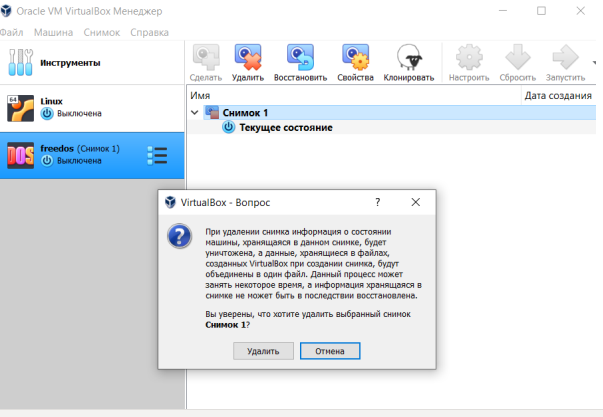 Oracle VM VirtualBox Менеджер
Файл Машина Снимок Справка
Инструменты
Сделать Удалить Восстановить Свойства Клонировать Настроить Сбросить Запустить
Имя Дата создания
64
Linux
Выключена
Снимок 1
Текущее состояние
DOS
freedos (Снимок 1)
Выключена
VirtualBox - Вопрос
При удалении снимка информация о состоянии
машины, хранящаяся в данном снимке, будет
уничтожена, а данные, хранящиеся в файлах,
созданных VirtualBox при создании снимка, будут
объединены в один файл. Данный процесс может
занять некоторое время, а информация хранящаяся в
снимке не может быть в последствии восстановлена.
Вы уверены, что хотите удалить выбранный снимок
Снимок 1?
Удалить Отмена